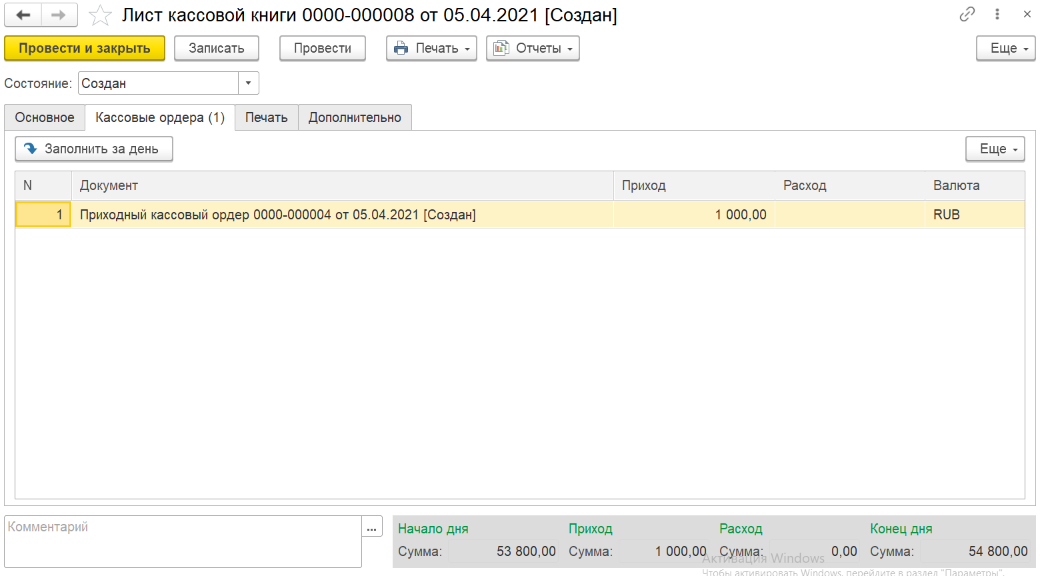 Лист кассовой книги 0000-000008 от 05.04.2021 [Создан]
Провести и закрыть Записать Провести Печать Отчеты Еще
Состояние: Создан
Основное Кассовые ордера (1) Печать Дополнительно
Заполнить за день Еще
N Документ Приход Расход Валюта
1 Приходный кассовый ордер 0000-000004 от 05.04.2021 [Создан] 1 000,00 RUB
Комментарий ... Начало дня Приход Расход Конец дня
Сумма: 53 800,00 Сумма: 1 000,00 Сумма: 0,00 Сумма: 54 800,00
Активация Windows
Чтобы активировать Windows, перейдите в раздел "Параметры".